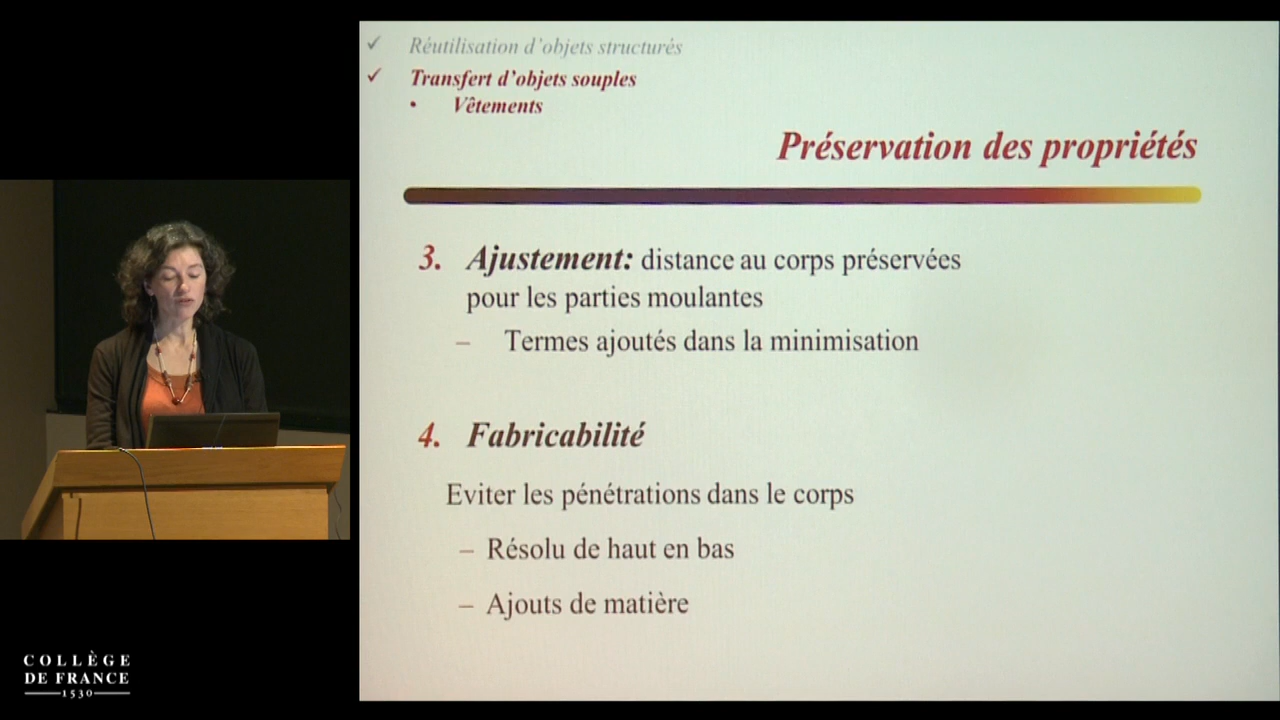 ✓ Réutilisation d'objets structurés
✓ Transfert d'objets souples
• Vêtements
Préservation des propriétés
3. Ajustement: distance au corps préservées
pour les parties moulantes
– Termes ajoutés dans la minimisation
4. Fabricabilité
Eviter les pénétrations dans le corps
– Résolu de haut en bas
– Ajouts de matière
COLLÈGE
DE FRANCE
1530